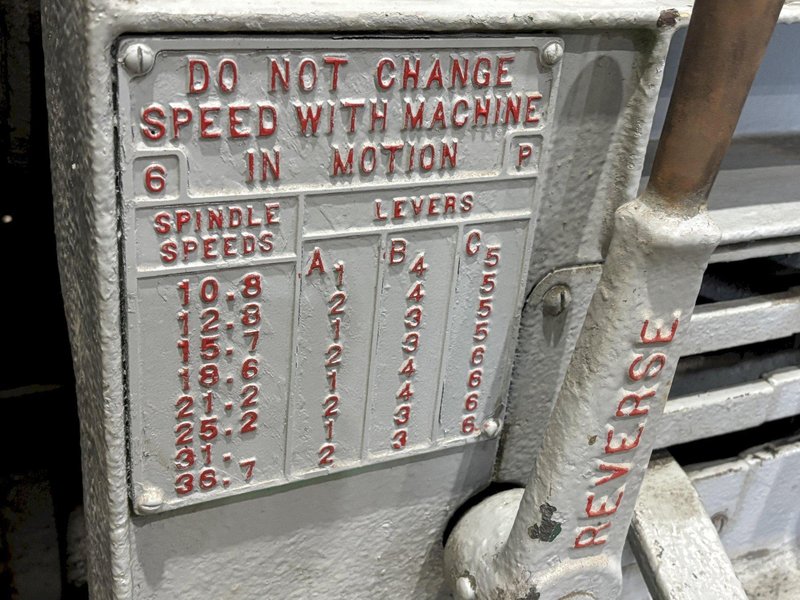 DO NOT CHANGE
SPEED WITH MACHINE
6 IN MOTION P
SPINDLE SPEEDS LEVERS
A B C
10.8 1 4 5
12.8 2 4 5
15.7 1 3 5
18.6 2 3 5
21.2 1 4 6
25.2 2 4 6
31. 1 3 6
36.7 2 3 6
REVERSE